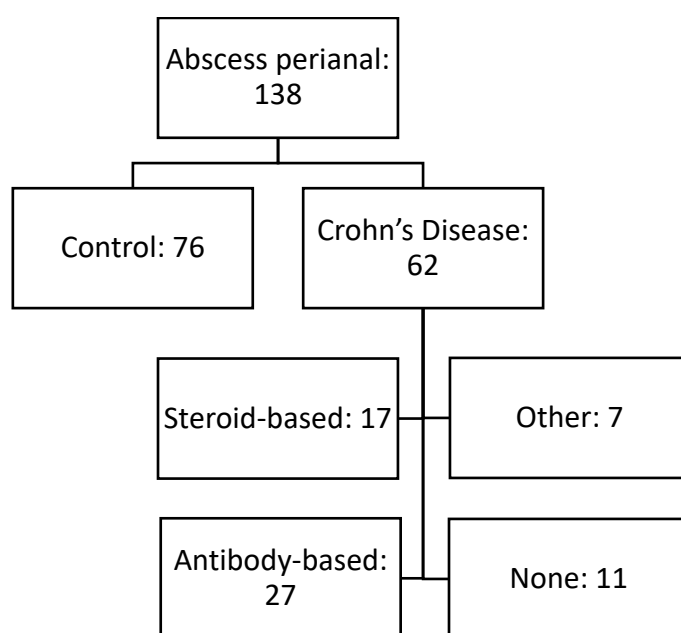 Abscess perianal:
138
Control: 76
Crohn’s Disease:
62
Steroid-based: 17
Other: 7
Antibody-based:
27
None: 11